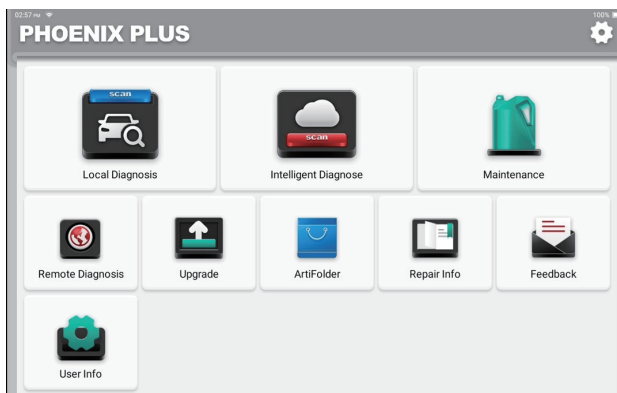 02:57 PM
100%
PHOENIX PLUS
scan
scan
Local Diagnosis
Intelligent Diagnose
Maintenance
Remote Diagnosis
Upgrade
ArtiFolder
Repair Info
Feedback
User Info